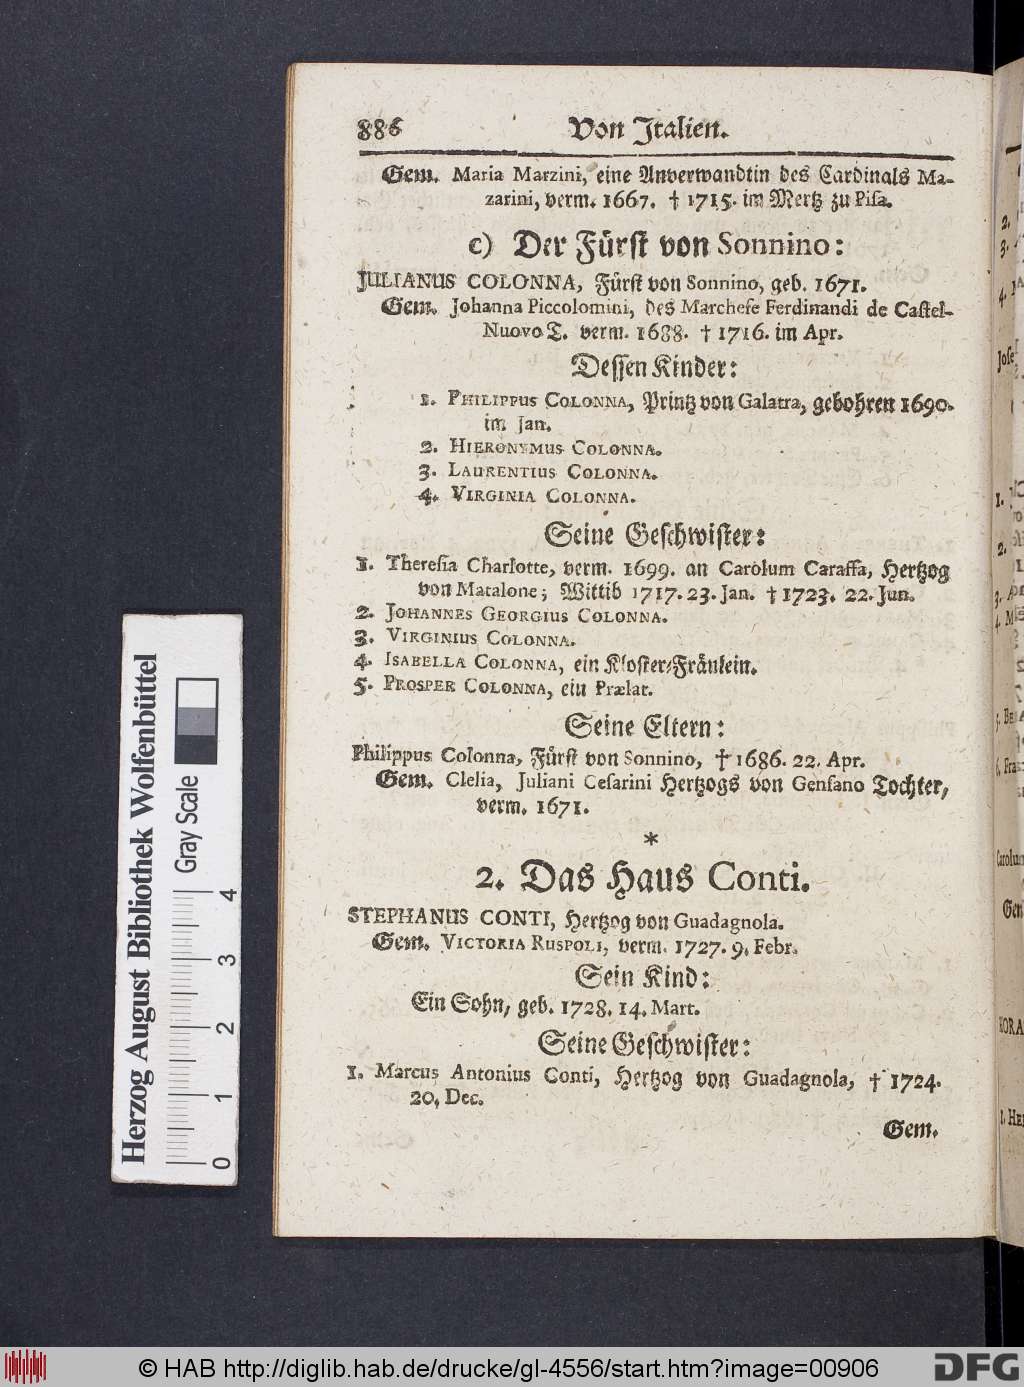 886 Von Italien.
Gem. Maria Marzini, eine Anverwandtin des Cardinals Ma-
zarini, verm. 1667. † 1715. im Mertz zu Pisa.
c) Der Fürst von Sonnino:
JULIANUS COLONNA, Fürst von Sonnino, geb. 1671.
Gem. Johanna Piccolomini, des Marchese Ferdinandi de Castel-
Nuovo T. verm. 1688. † 1716. im Apr.
Dessen Kinder:
1. PHILIPPUS COLONNA, Printz von Galatra, gebohren 1690.
im Jan.
2. HIERONYMUS COLONNA.
3. LAURENTIUS COLONNA.
4. VIRGINIA COLONNA.
Seine Geschwister:
1. Theresia Charlotte, verm. 1699. an Carolum Caraffa, Hertzog
von Matalone; Wittib 1717. 23. Jan. † 1723. 22. Jun.
2. JOHANNES GEORGIUS COLONNA.
3. VIRGINIUS COLONNA.
4. ISABELLA COLONNA, ein Kloster-Fräulein.
5. PROSPER COLONNA, ein Prælat.
Seine Eltern:
Philippus Colonna, Fürst von Sonnino, † 1686. 22. Apr.
Gem. Clelia, Juliani Cesarini Hertzogs von Gensano Tochter,
verm. 1671.
*
2. Das Haus Conti.
STEPHANUS CONTI, Hertzog von Guadagnola.
Gem. VICTORIA RUSPOLI, verm. 1727. 9. Febr.
Sein Kind:
Ein Sohn, geb. 1728. 14. Mart.
Seine Geschwister:
1. Marcus Antonius Conti, Hertzog von Guadagnola, † 1724.
20. Dec.
Gem.
Herzog August Bibliothek Wolfenbüttel
Gray Scale
0 1 2 3 4
© HAB http://diglib.hab.de/drucke/gl-4556/start.htm?image=00906
DFG